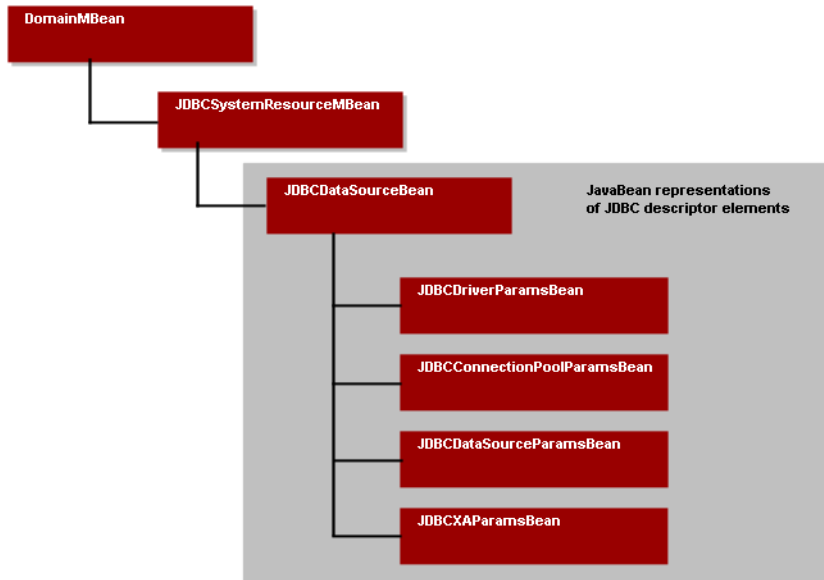 DomainMBean
JDBCSystemResourceMBean
JDBCDataSourceBean
JavaBean representations
of JDBC descriptor elements
JDBCDriverParamsBean
JDBCConnectionPoolParamsBean
JDBCDataSourceParamsBean
JDBCXAParamsBean